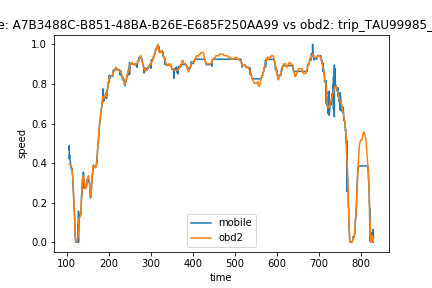 e: A7B3488C-B851-48BA-B26E-E685F250AA99 vs obd2: trip_TAU99985_
1.0
0.8
0.6
0.4
0.2
0.0
speed
mobile
obd2
100 200 300 400 500 600 700 800
time